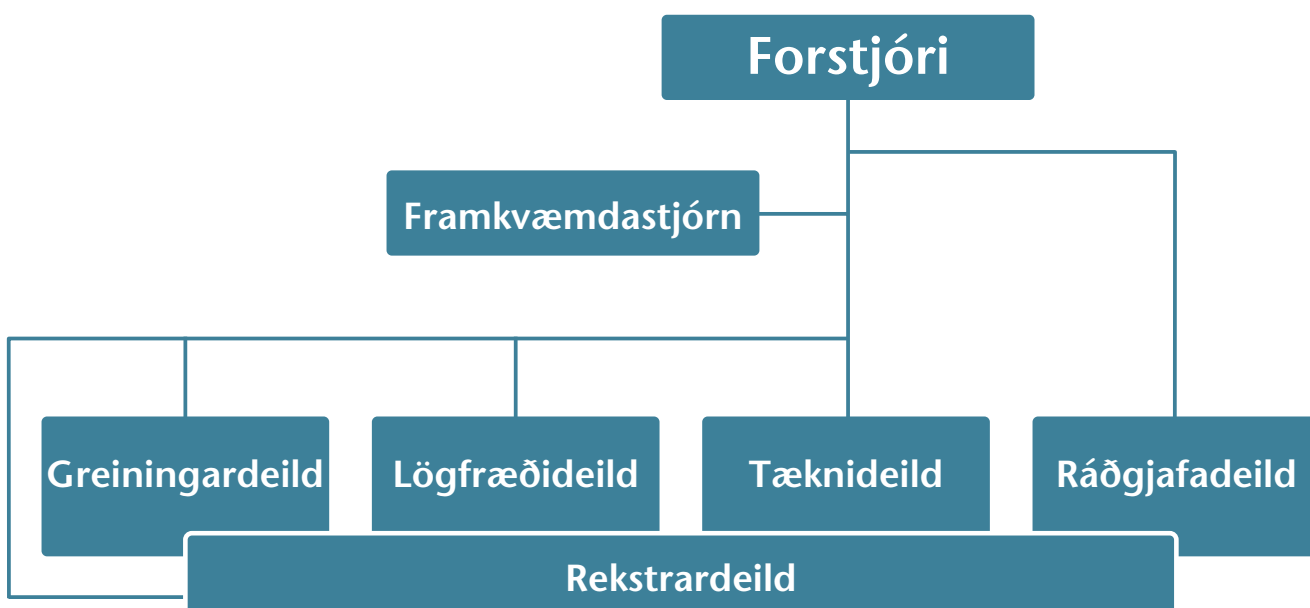 Forstjóri
Framkvæmdastjórn
Greiningardeild
Lögfræðideild
Tæknideild
Ráðgjafadeild
Rekstrardeild